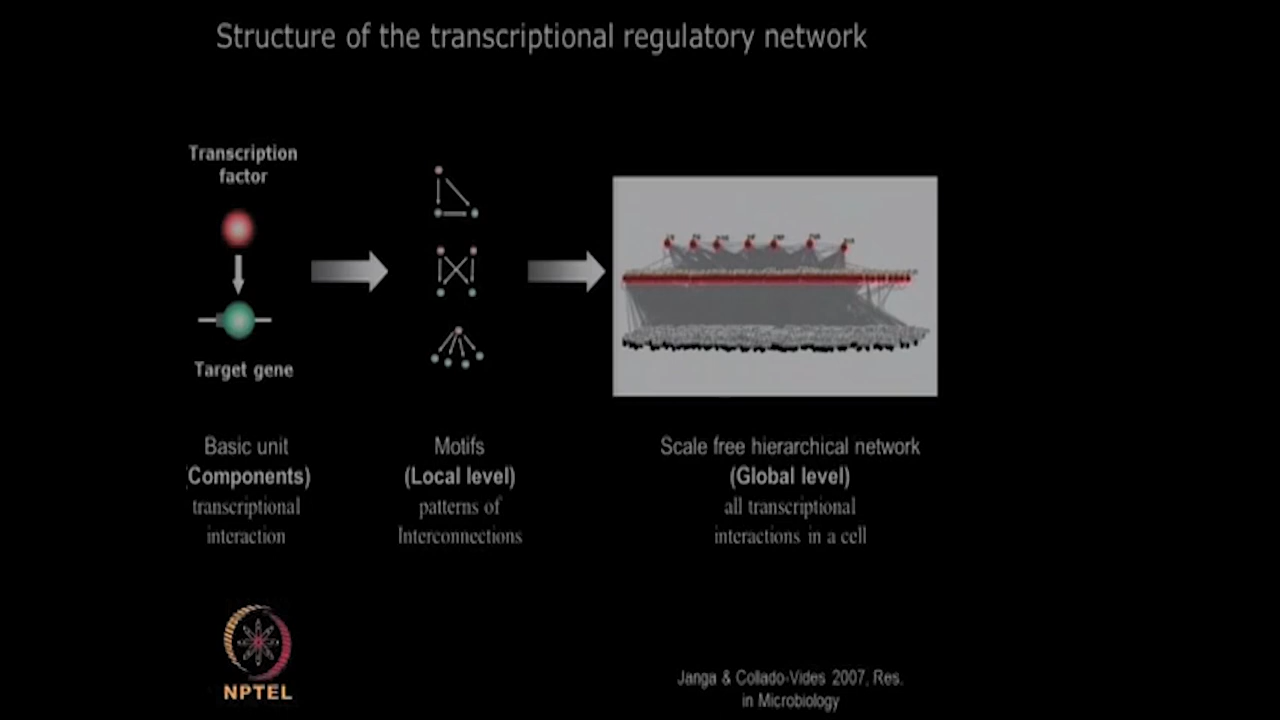 Structure of the transcriptional regulatory network
Transcription
factor
Target gene
Basic unit
(Components)
transcriptional
interaction
Motifs
(Local level)
patterns of
Interconnections
Scale free hierarchical network
(Global level)
all transcriptional
interactions in a cell
NPTEL
Janga & Collado-Vides 2007, Res.
in Microbiology